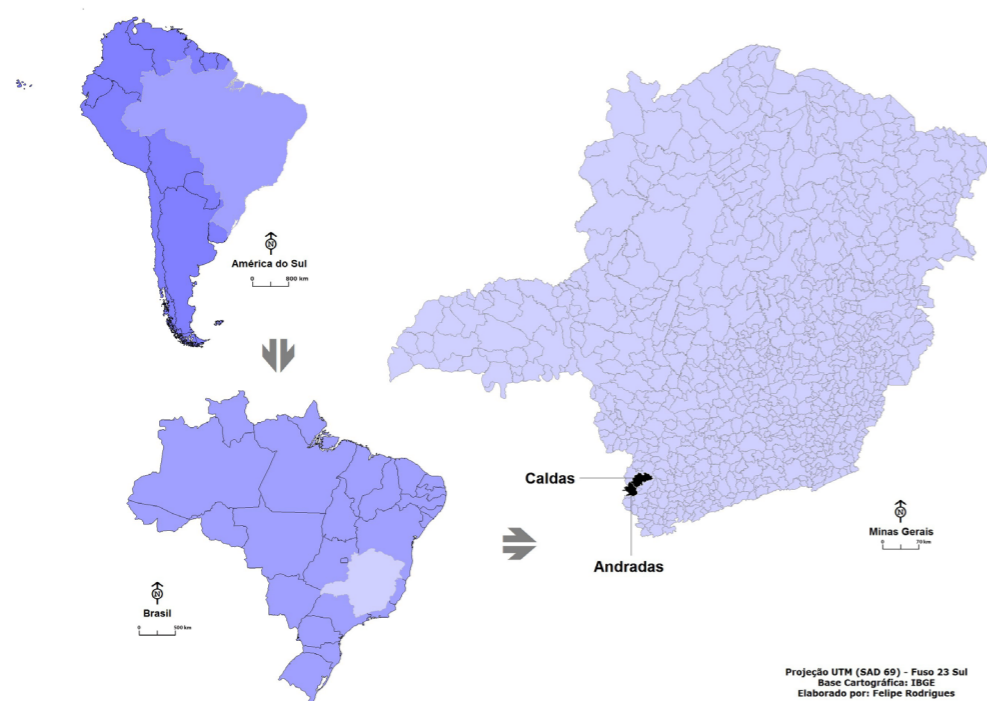 N
América do Sul
0 800 km
N
Brasil
0 500 km
Caldas
Andradas
N
Minas Gerais
0 70 km
Projeção UTM (SAD 69) - Fuso 23 Sul
Base Cartográfica: IBGE
Elaborado por: Felipe Rodrigues